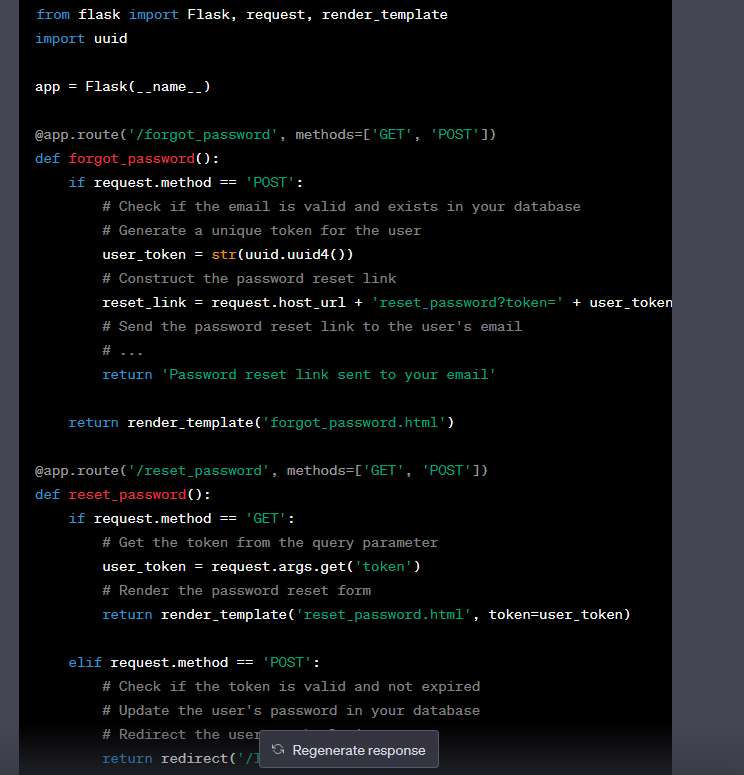 from flask import Flask, request, render_template
import uuid
app = Flask(__name__)
@app.route('/forgot_password', methods=['GET', 'POST'])
def forgot_password():
    if request.method == 'POST':
        # Check if the email is valid and exists in your database
        # Generate a unique token for the user
        user_token = str(uuid.uuid4())
        # Construct the password reset link
        reset_link = request.host_url + 'reset_password?token=' + user_token
        # Send the password reset link to the user's email
        # ...
        return 'Password reset link sent to your email'
    return render_template('forgot_password.html')
@app.route('/reset_password', methods=['GET', 'POST'])
def reset_password():
    if request.method == 'GET':
        # Get the token from the query parameter
        user_token = request.args.get('token')
        # Render the password reset form
        return render_template('reset_password.html', token=user_token)
    elif request.method == 'POST':
        # Check if the token is valid and not expired
        # Update the user's password in your database
        # Redirect the user
        return redirect('/
Regenerate response